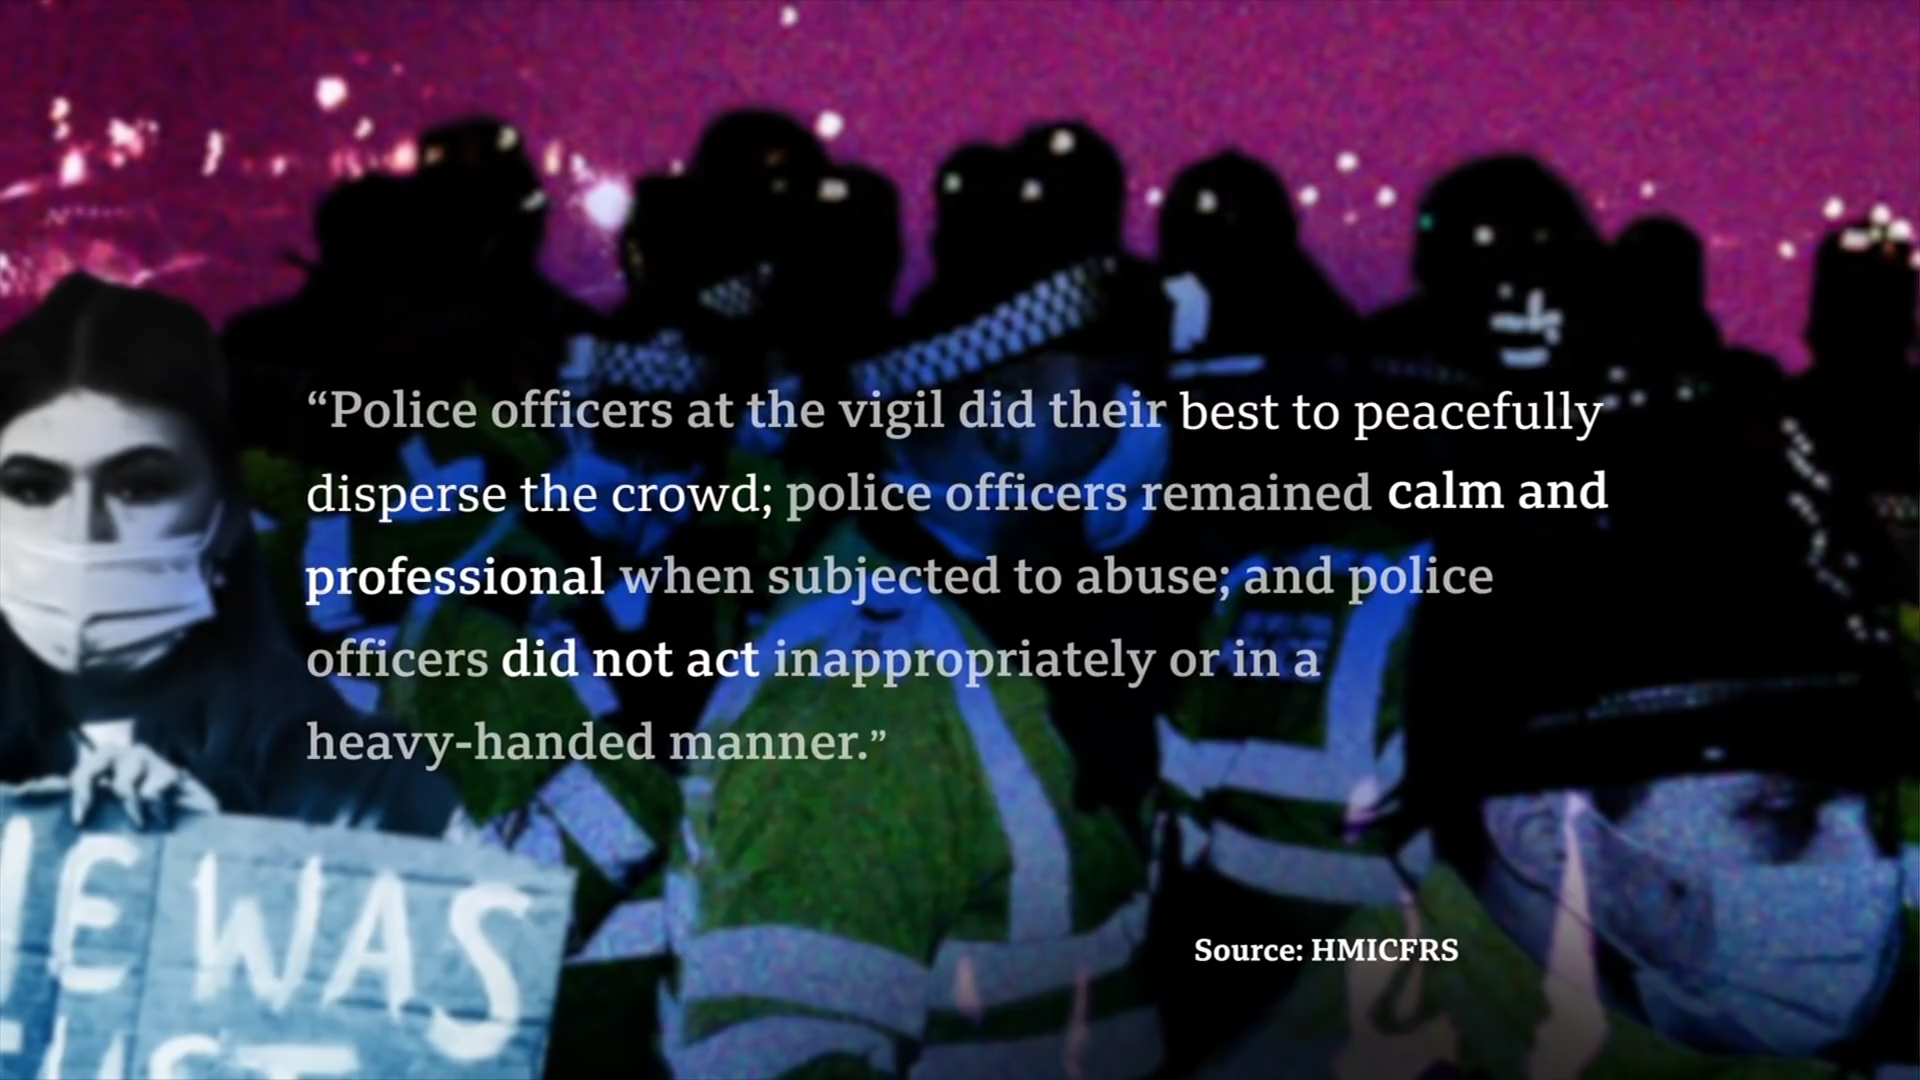 “Police officers at the vigil did their best to peacefully
disperse the crowd; police officers remained calm and
professional when subjected to abuse; and police
officers did not act inappropriately or in a
heavy-handed manner.”
WAS
Source: HMICFRS